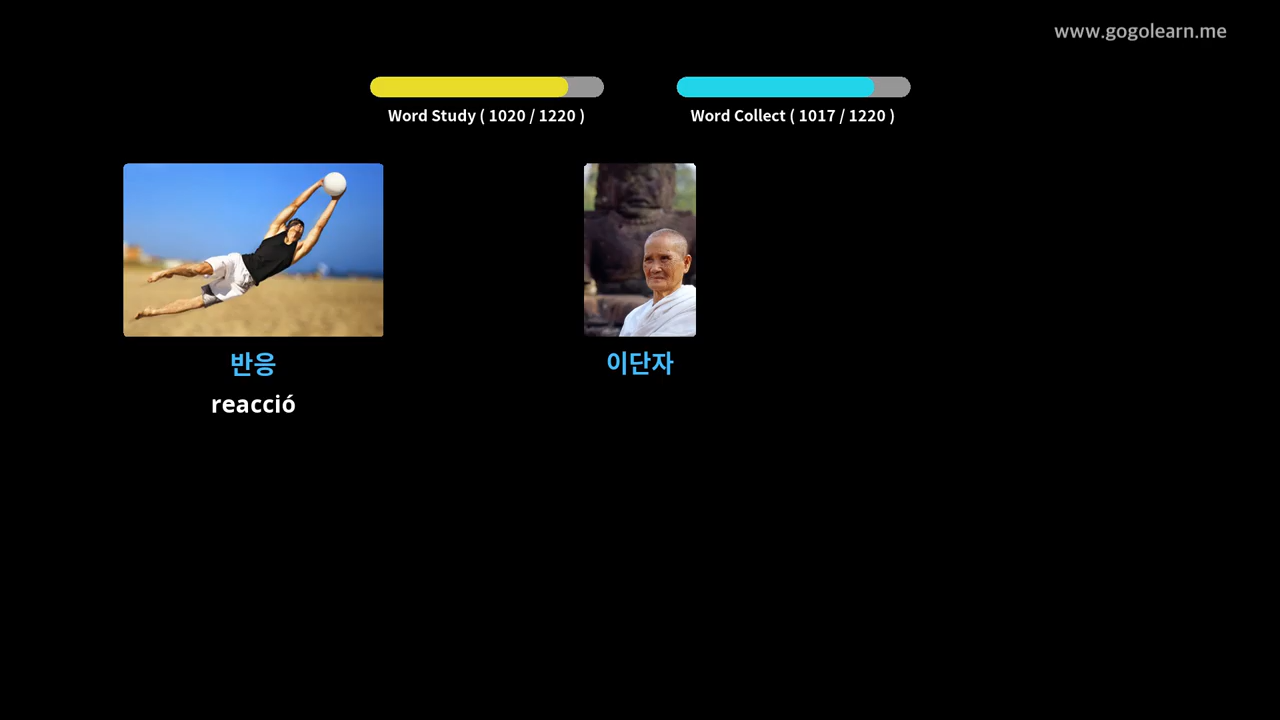 www.gogolearn.me
Word Study ( 1020 / 1220 )
Word Collect ( 1017 / 1220 )
반응
reacció
이단자